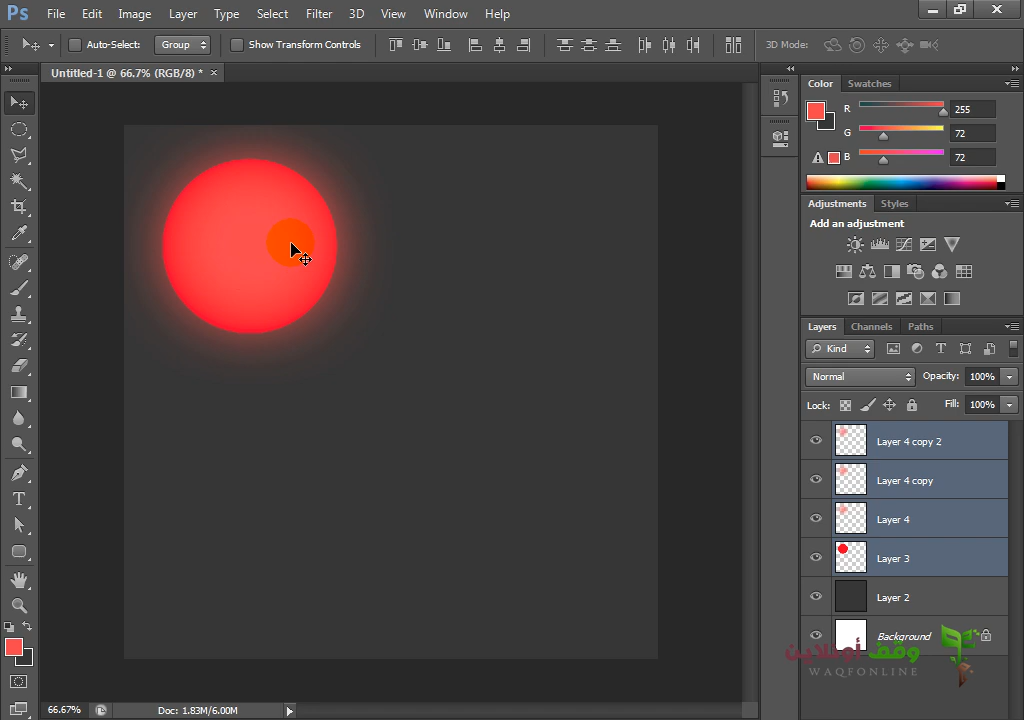 Ps File Edit Image Layer Type Select Filter 3D View Window Help
Auto-Select: Group Show Transform Controls 3D Mode:
Untitled-1 @ 66.7% (RGB/8) * ×
Color Swatches
R 255
G 72
B 72
Adjustments Styles
Add an adjustment
Layers Channels Paths
Kind
Normal Opacity: 100%
Lock: Fill: 100%
Layer 4 copy 2
Layer 4 copy
Layer 4
Layer 3
Layer 2
Background
وقف أونلاين
WAQFONLINE
66.67% Doc: 1.83M/6.00M